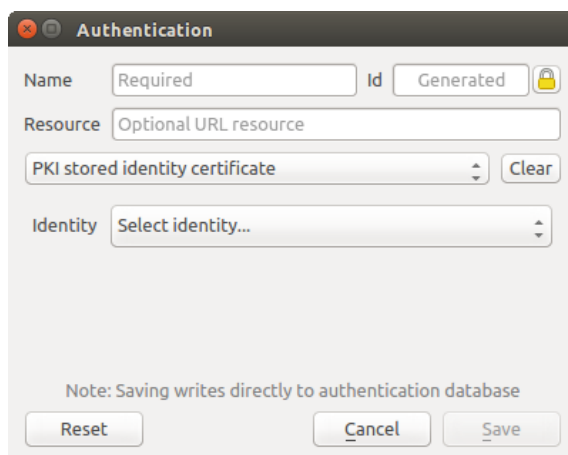 Authentication
Name Required Id Generated
Resource Optional URL resource
PKI stored identity certificate Clear
Identity Select identity...
Note: Saving writes directly to authentication database
Reset Cancel Save